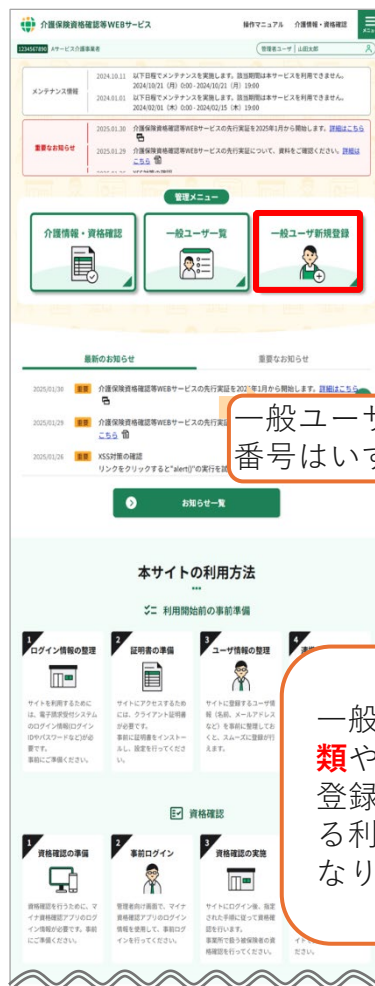 介護保険資格確認等WEBサービス
操作マニュアル 介護情報・資格確認
メニュー
1234567890 Aサービス介護事業者
管理者ユーザ 山田太郎
メンテナンス情報
2024.10.11 以下日程でメンテナンスを実施します。該当期間は本サービスを利用できません。
2024/10/21（月）0:00 - 2024/10/21（月）19:00
2024.01.01 以下日程でメンテナンスを実施します。該当期間は本サービスを利用できません。
2024/02/01（木）0:00 - 2024/02/15（木）19:00
重要なお知らせ
2025.01.30 介護保険資格確認等WEBサービスの先行実証を2025年1月から開始します。詳細はこちら
2025.01.29 介護保険資格確認等WEBサービスの先行実証について、資料をご確認ください。詳細は
こちら
管理メニュー
介護情報・資格確認
一般ユーザ一覧
一般ユーザ新規登録
最新のお知らせ
重要なお知らせ
2025/01/30 重要 介護保険資格確認等WEBサービスの先行実証を2025年1月から開始します。詳細はこちら
2025/01/29 重要 介護保険資格確認等WEBサービスの先行実証
こちら
2025/01/26 重要 XSS対策の確認
リンクをクリックすると"alert()"の実行を試
一般ユーザ
番号はいず
お知らせ一覧
本サイトの利用方法
利用開始前の事前準備
1
ログイン情報の整理
サイトを利用するために
は、電子請求受付システム
のログイン情報(ログイン
IDやパスワードなど)が必
要です。
事前にご準備ください。
2
証明書の準備
サイトにアクセスするため
には、クライアント証明書
が必要です。
事前に証明書をインストー
ルし、設定を行ってくださ
い。
3
ユーザ情報の整理
サイトに登録するユーザ情
報（名前、メールアドレス
など）を事前に整理してお
くと、スムーズに登録が行
えます。
4
一般
類や
登録
る利
なり
資格確認
1
資格確認の準備
資格確認を行うために、マ
イナ資格確認アプリのログ
イン情報が必要です。事前
にご準備ください。
2
事前ログイン
管理者向け画面で、マイナ
資格確認アプリのログイン
情報を使用して、事前ログ
インを行ってください。
3
資格確認の実施
サイトにログイン後、指定
された手順に従って資格確
認を行います。
事業所で扱う被保険者の資
格確認を行ってください。
ださい。